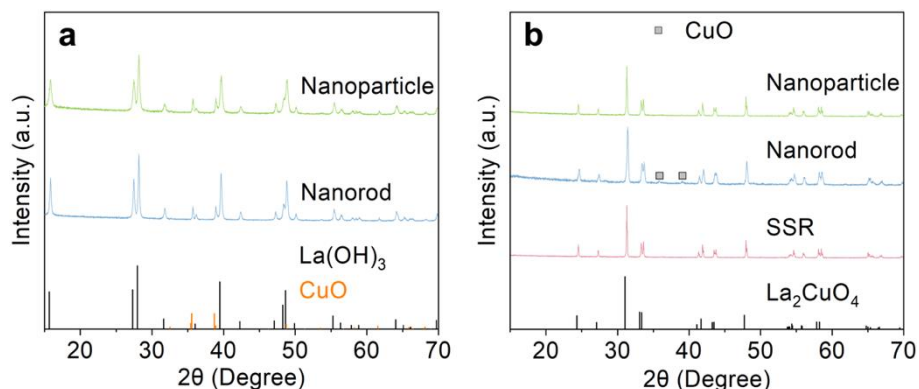 a
Nanoparticle
Nanorod
La(OH)₃
CuO
Intensity (a.u.)
20 30 40 50 60 70
2θ (Degree)
b
CuO
Nanoparticle
Nanorod
SSR
La₂CuO₄
Intensity (a.u.)
20 30 40 50 60 70
2θ (Degree)